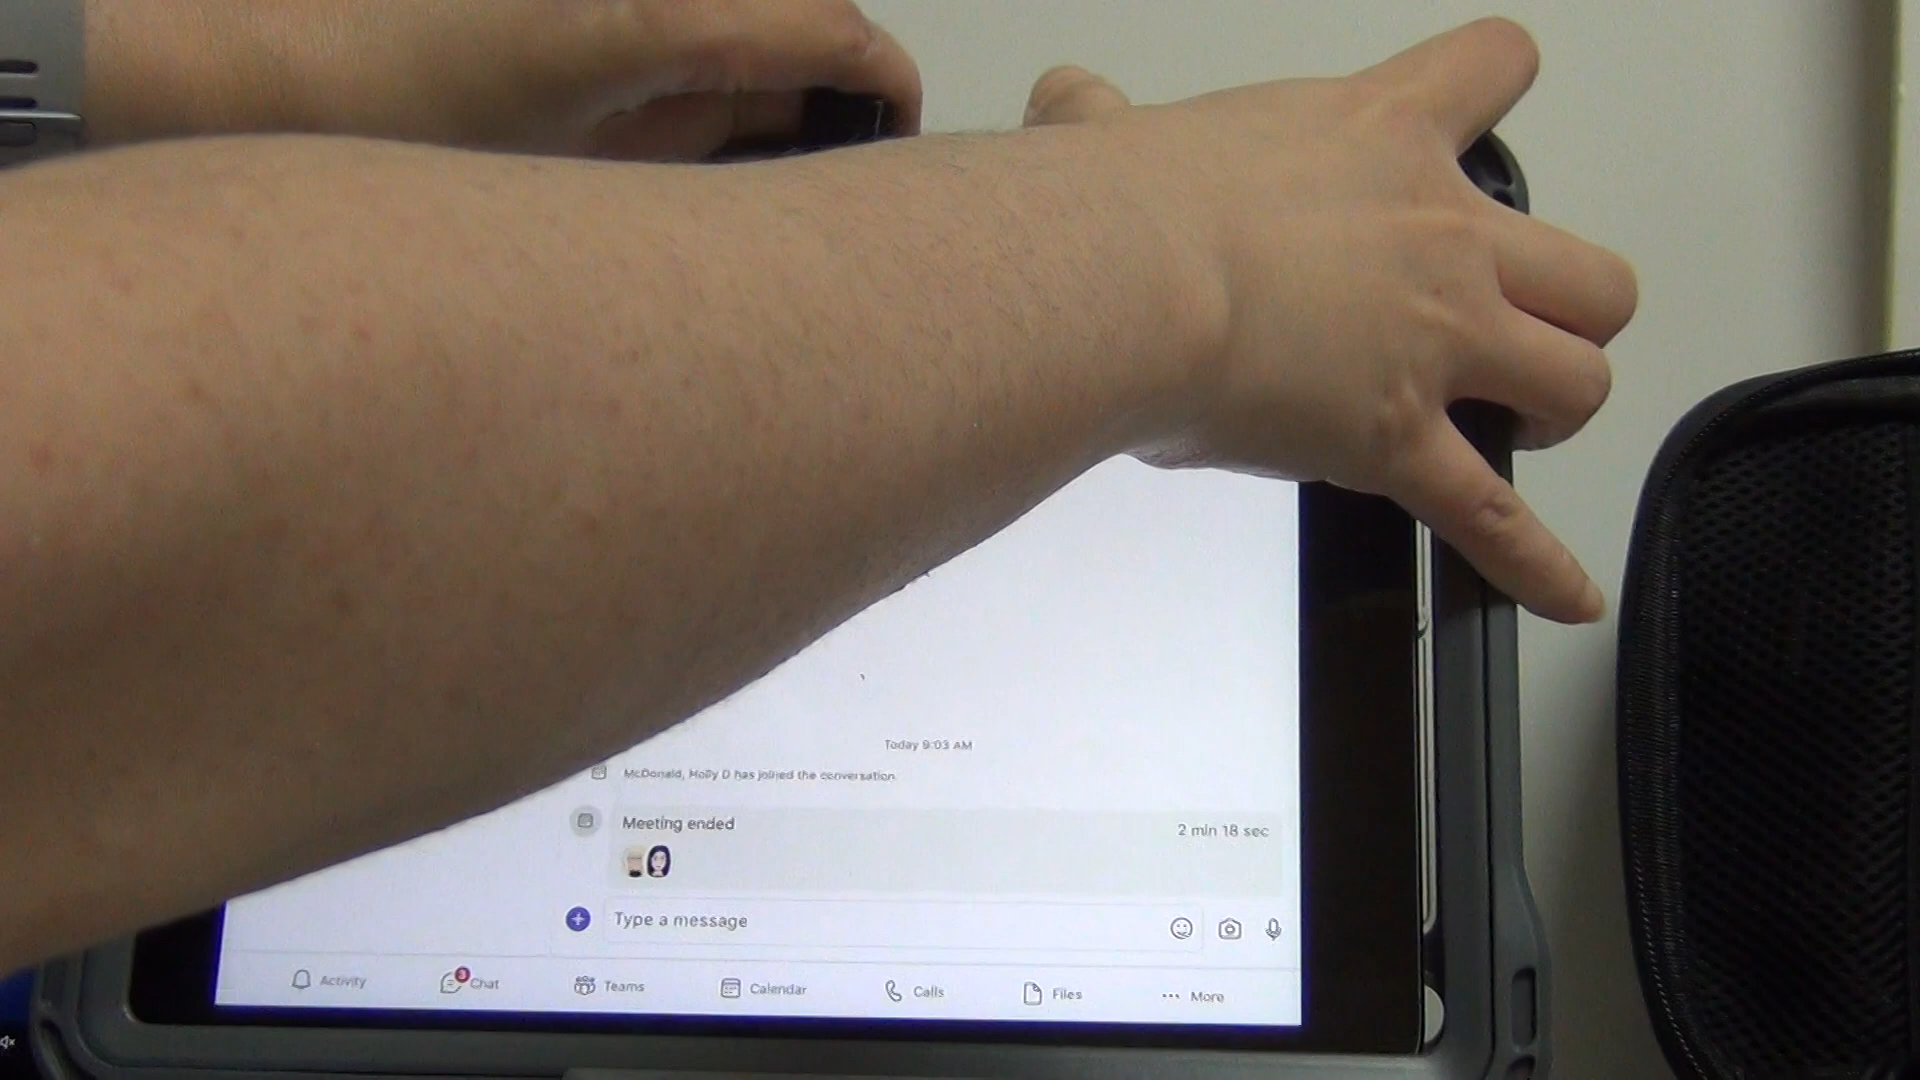 Today 9:03 AM
McDonald, Holly D has joined the conversation.
Meeting ended
2 min 18 sec
Type a message
Activity
3
Chat
Teams
Calendar
Calls
Files
More